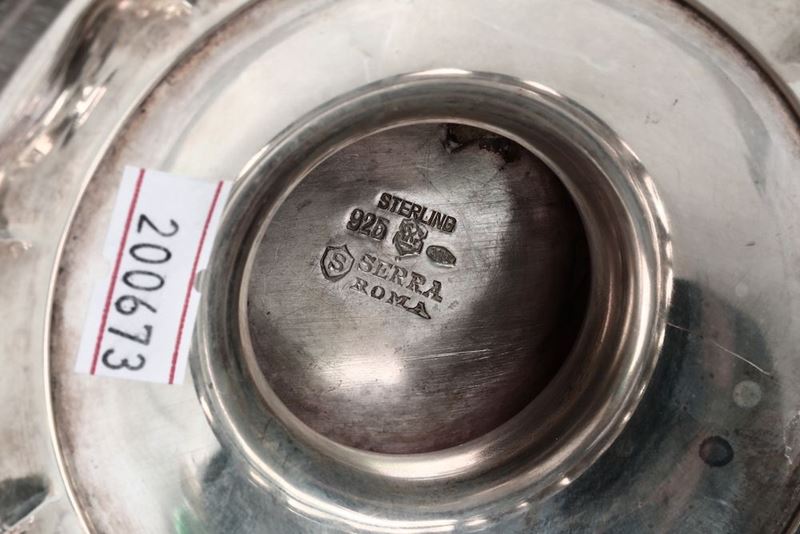 STERLING
925
S SERRA
ROMA
200673